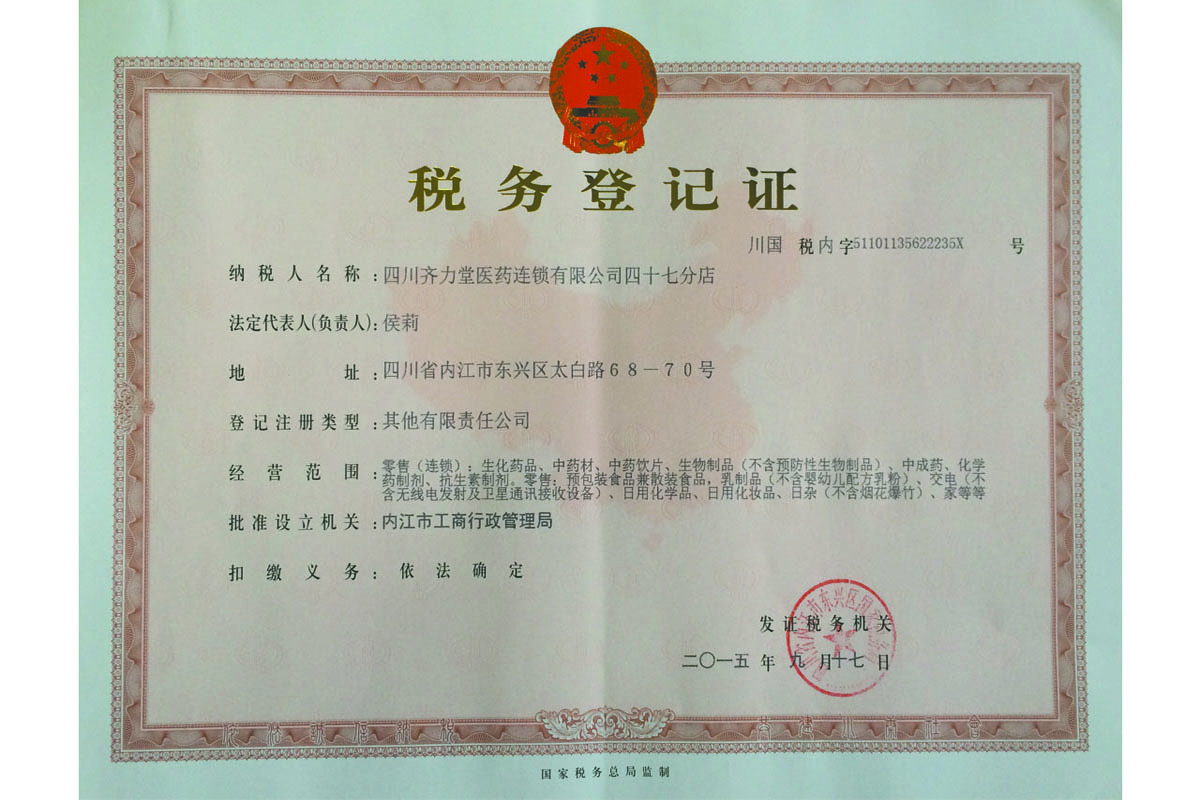 税务登记证
川国 税内字51101135622235X 号
纳税人名称：四川齐力堂医药连锁有限公司四十七分店
法定代表人(负责人)：侯莉
地址：四川省内江市东兴区太白路68－70号
登记注册类型：其他有限责任公司
经营范围：零售（连锁）：生化药品、中药材、中药饮片、生物制品（不含预防性生物制品）、中成药、化学
药制剂、抗生素制剂。零售：预包装食品兼散装食品，乳制品（不含婴幼儿配方乳粉）、交电（不
含无线电发射及卫星通讯接收设备）、日用化学品、日用化妆品、日杂（不含烟花爆竹）、家等等
批准设立机关：内江市工商行政管理局
扣缴义务：依法确定
发证税务机关
二〇一五年九月十七日
国家税务总局监制